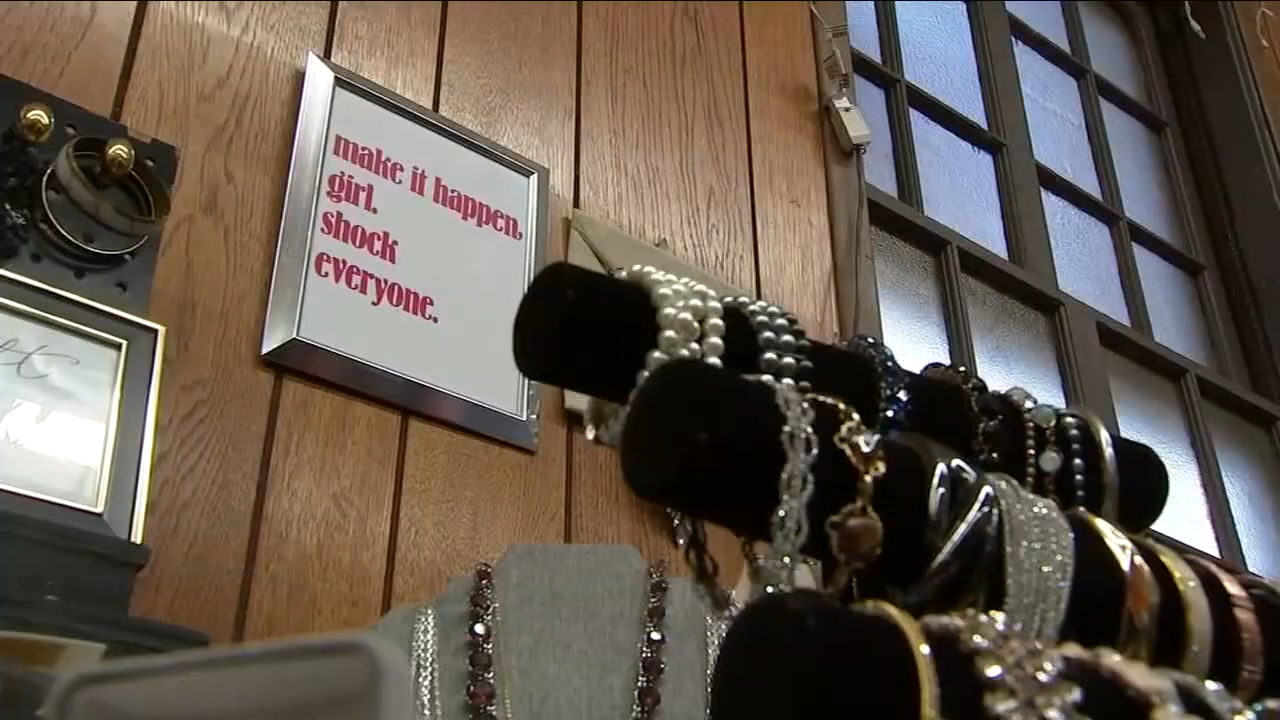 make it happen,
girl.
shock
everyone.